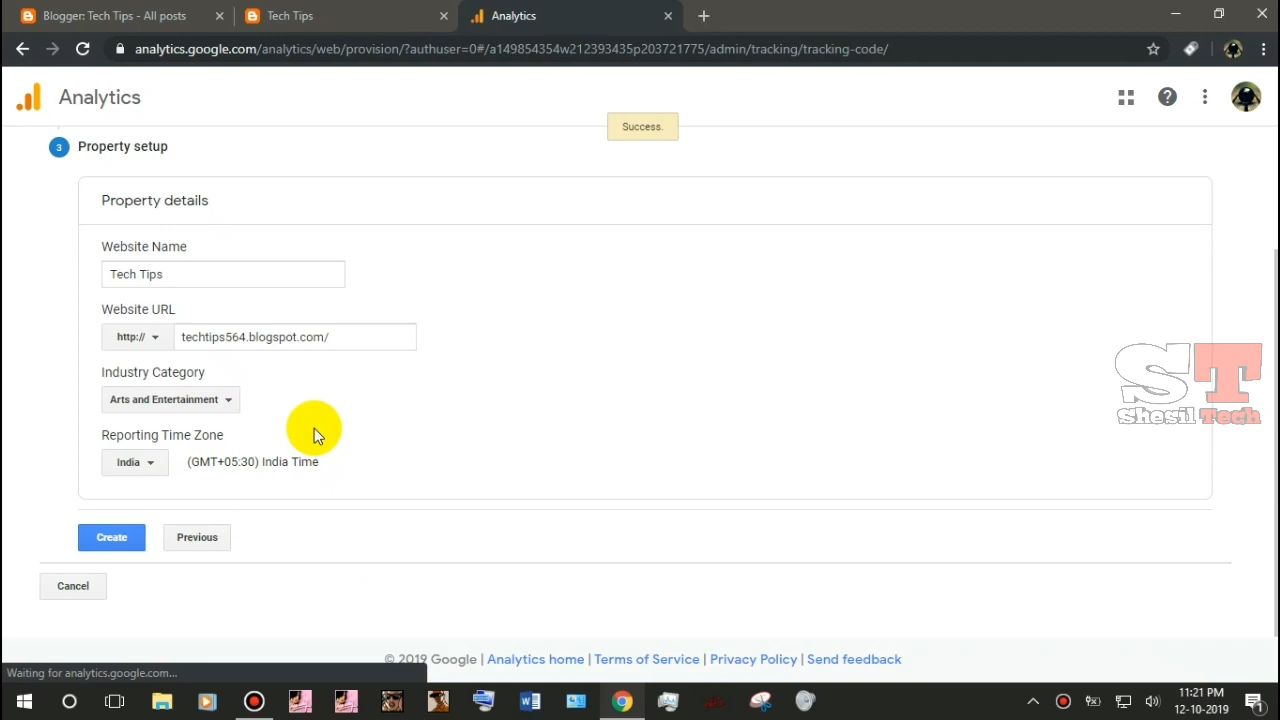 Blogger: Tech Tips - All posts
Tech Tips
Analytics
analytics.google.com/analytics/web/provision/?authuser=0#/a149854354w212393435p203721775/admin/tracking/tracking-code/
Analytics
Success.
3 Property setup
Property details
Website Name
Tech Tips
Website URL
http:// techtips564.blogspot.com/
Industry Category
Arts and Entertainment
Reporting Time Zone
India (GMT+05:30) India Time
ST
Shesil Tech
Create Previous
Cancel
© 2019 Google | Analytics home | Terms of Service | Privacy Policy | Send feedback
Waiting for analytics.google.com...
11:21 PM
12-10-2019
1